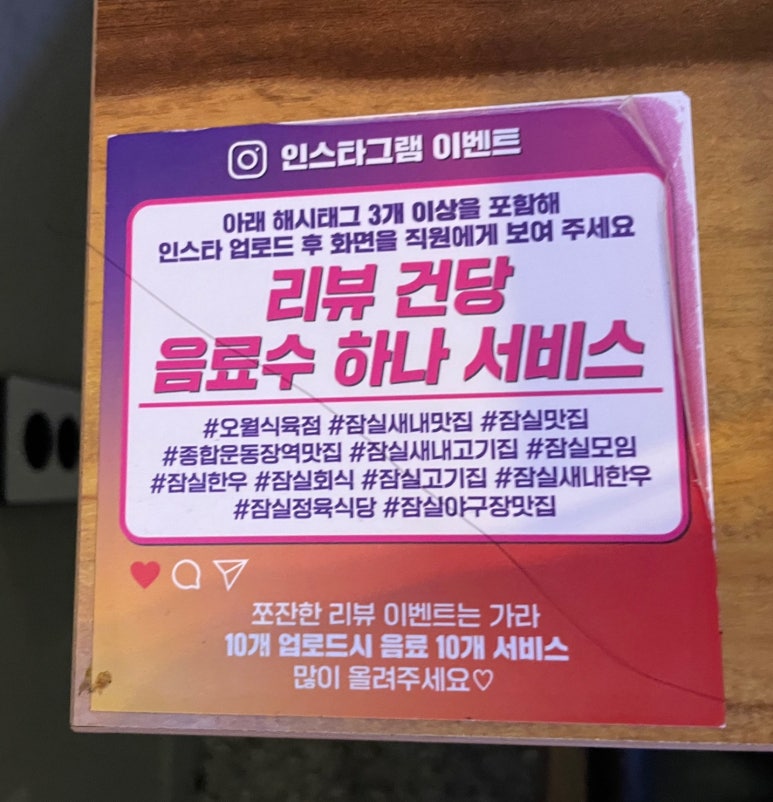 인스타그램 이벤트
아래 해시태그 3개 이상을 포함해
인스타 업로드 후 화면을 직원에게 보여 주세요
리뷰 건당
음료수 하나 서비스
#오월식육점 #잠실새내맛집 #잠실맛집
#종합운동장역맛집 #잠실새내고기집 #잠실모임
#잠실한우 #잠실회식 #잠실고기집 #잠실새내한우
#잠실정육식당 #잠실야구장맛집
쪼잔한 리뷰 이벤트는 가라
10개 업로드시 음료 10개 서비스
많이 올려주세요♡